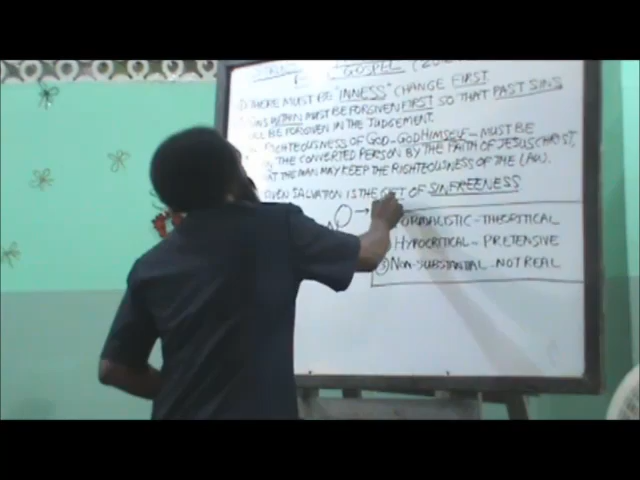 GOSPEL
THERE MUST BE "INNESS" CHANGE FIRST
SINS WITHIN MUST BE FORGIVEN FIRST SO THAT PAST SINS
BE FORGIVEN IN THE JUDGEMENT.
RIGHTEOUSNESS OF GOD - GOD HIMSELF - MUST BE
IN THE CONVERTED PERSON BY THE FAITH OF JESUS CHRIST,
THE MAN MAY KEEP THE RIGHTEOUSNESS OF THE LAW.
SALVATION IS THE GIFT OF SINFREENESS
- THEORITICAL
HYPOCRITICAL - PRETENSIVE
③ NON-SUBSTANTIAL - NOT REAL